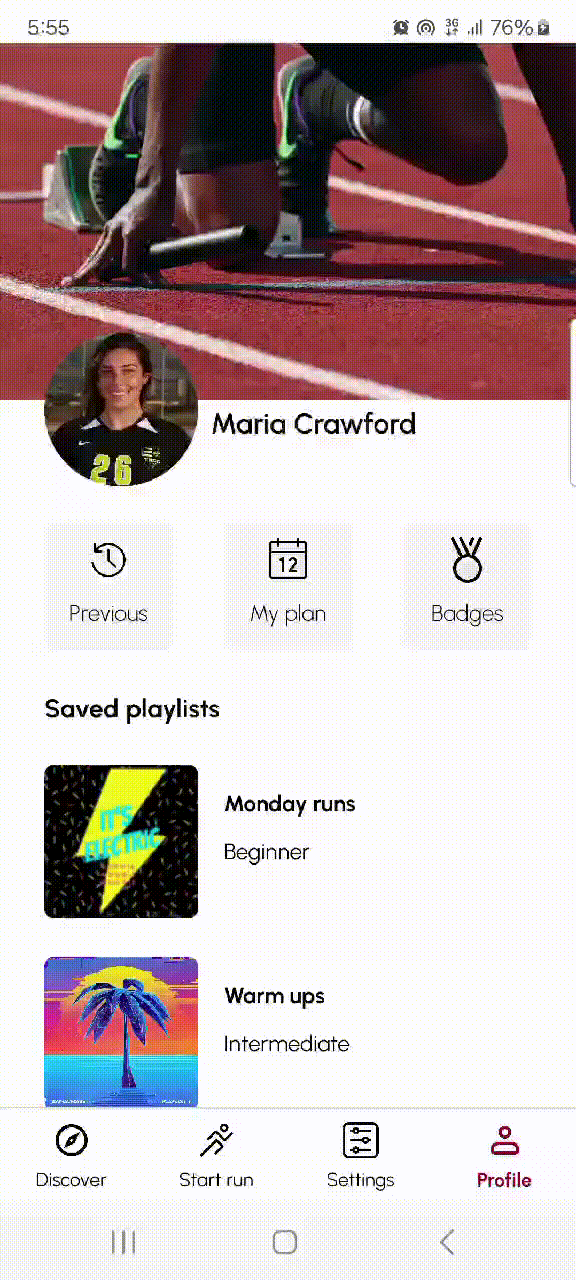 5:55
3G
76%
26
Maria Crawford
12
Previous
My plan
Badges
Saved playlists
IT'S
ELECTRIC
Monday runs
Beginner
Warm ups
Intermediate
Discover
Start run
Settings
Profile